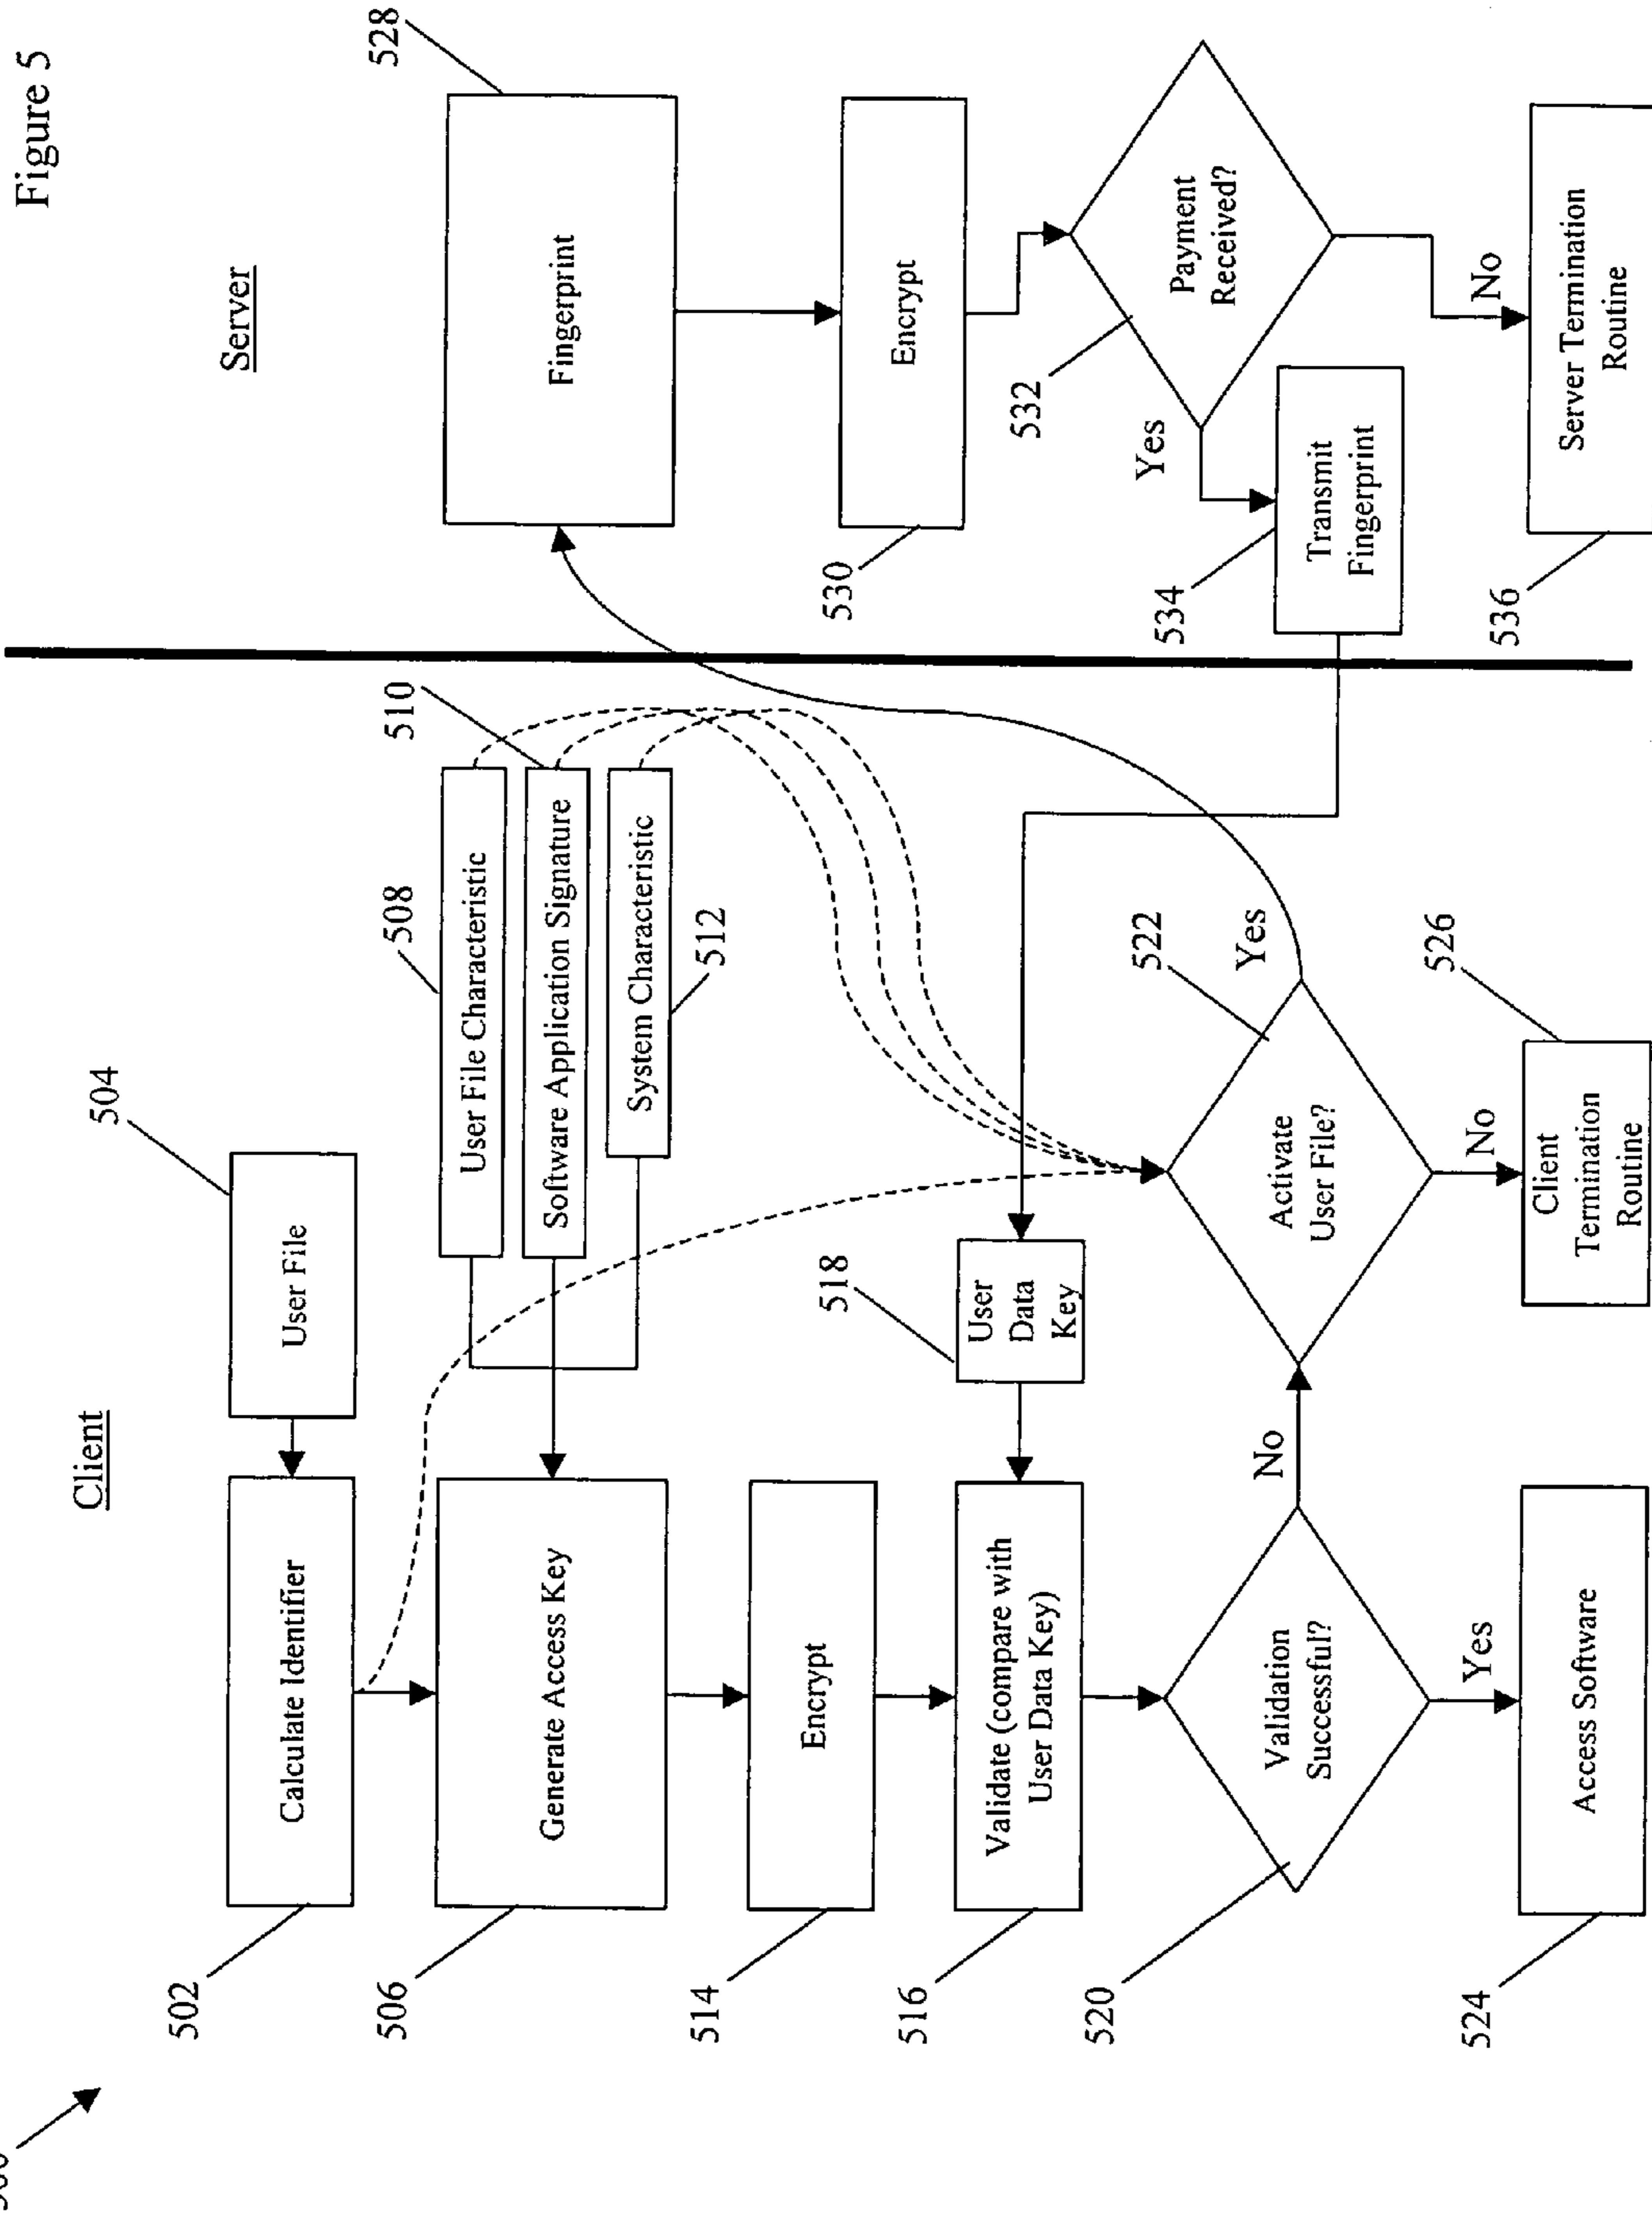 Figure 5
Client
Server
502
Calculate Identifier
504
User File
506
Generate Access Key
508
User File Characteristic
510
Software Application Signature
512
System Characteristic
514
Encrypt
516
Validate (compare with
User Data Key)
518
User
Data
Key
520
Validation
Successful?
No
Yes
522
Activate
User File?
Yes
No
524
Access Software
526
Client
Termination
Routine
528
Fingerprint
530
Encrypt
532
Payment
Received?
Yes
No
534
Transmit
Fingerprint
536
Server Termination
Routine